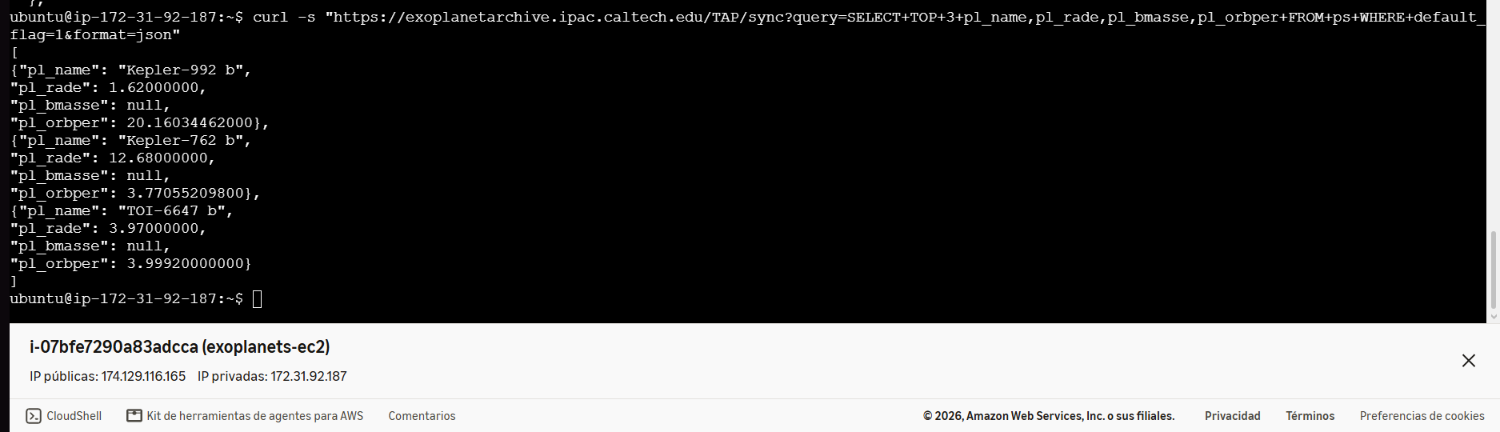 },
ubuntu@ip-172-31-92-187:~$ curl -s "https://exoplanetarchive.ipac.caltech.edu/TAP/sync?query=SELECT+TOP+3+pl_name,pl_rade,pl_bmasse,pl_orbper+FROM+ps+WHERE+default_
flag=1&format=json"
[
{"pl_name": "Kepler-992 b",
"pl_rade": 1.62000000,
"pl_bmasse": null,
"pl_orbper": 20.16034462000},
{"pl_name": "Kepler-762 b",
"pl_rade": 12.68000000,
"pl_bmasse": null,
"pl_orbper": 3.77055209800},
{"pl_name": "TOI-6647 b",
"pl_rade": 3.97000000,
"pl_bmasse": null,
"pl_orbper": 3.99920000000}
]
ubuntu@ip-172-31-92-187:~$
i-07bfe7290a83adcca (exoplanets-ec2)
IP públicas: 174.129.116.165 IP privadas: 172.31.92.187
CloudShell Kit de herramientas de agentes para AWS Comentarios © 2026, Amazon Web Services, Inc. o sus filiales. Privacidad Términos Preferencias de cookies